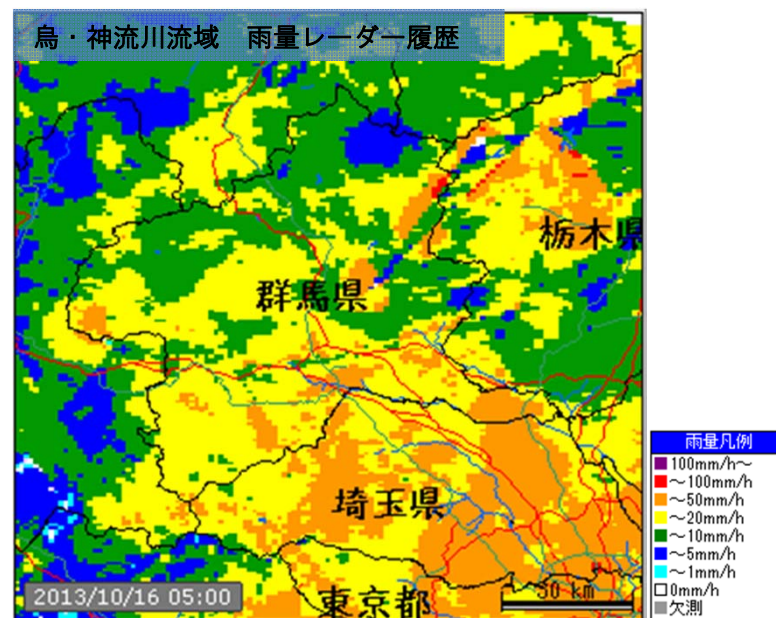 烏・神流川流域 雨量レーダー履歴
栃木県
群馬県
埼玉県
東京都
2013/10/16 05:00
30 km
雨量凡例
100mm/h～
～100mm/h
～50mm/h
～20mm/h
～10mm/h
～5mm/h
～1mm/h
0mm/h
欠測